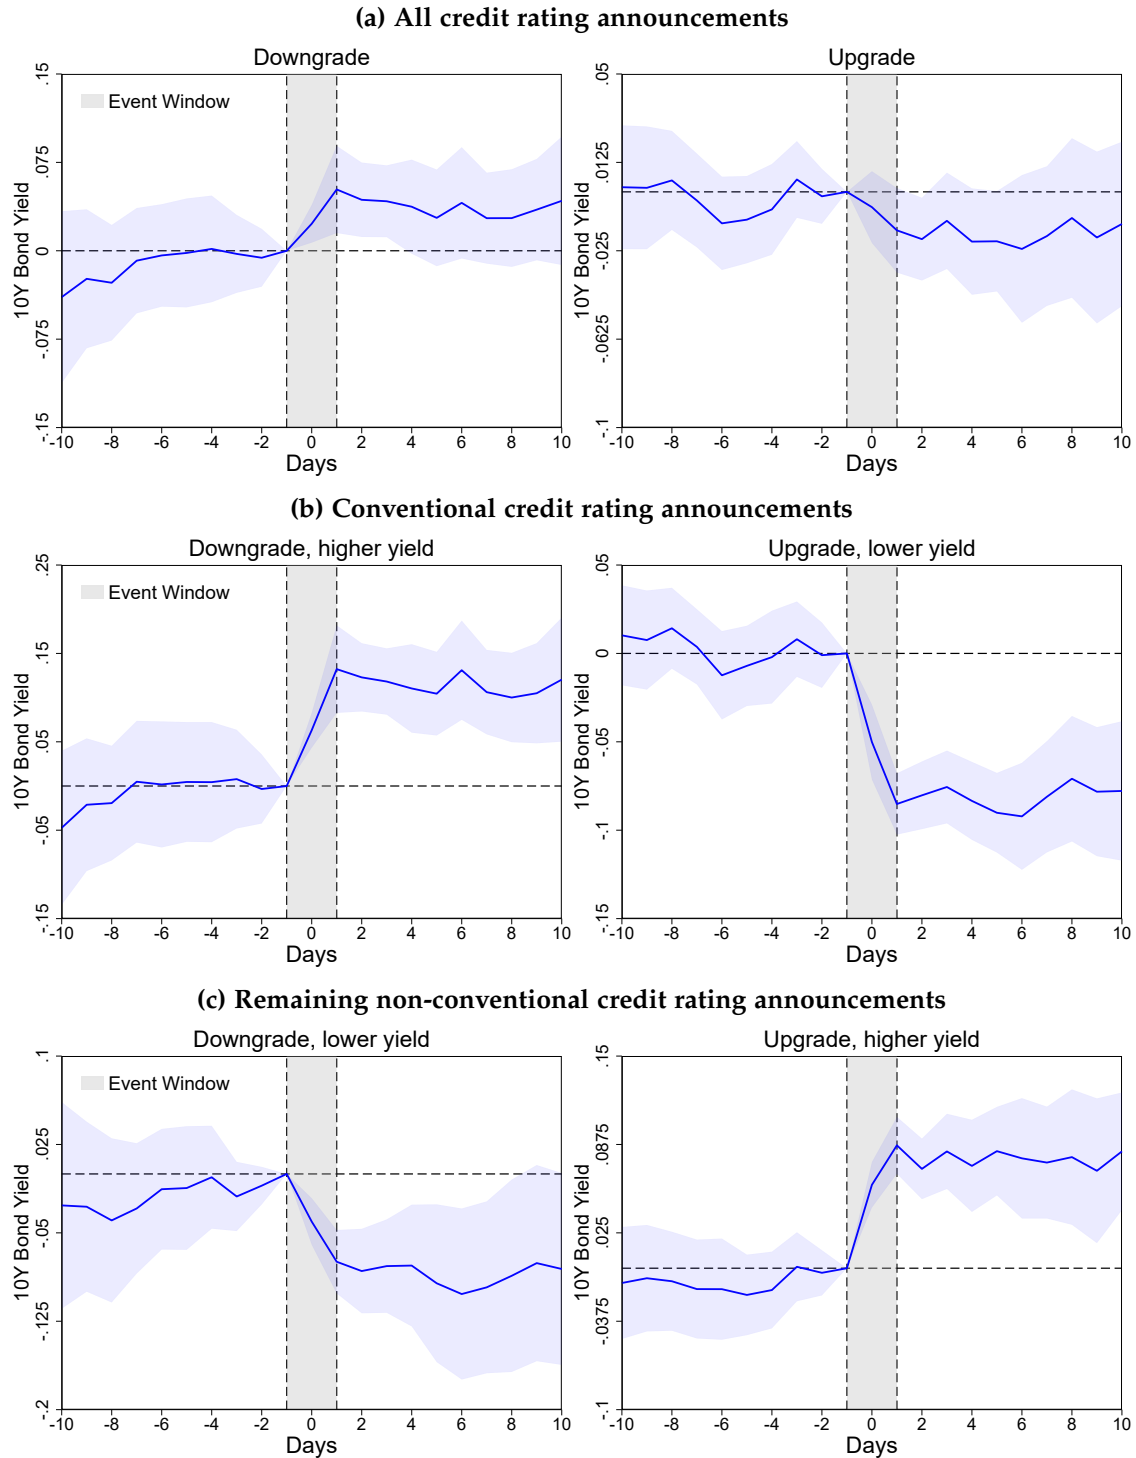 (a) All credit rating announcements
Downgrade
Event Window
10Y Bond Yield
.15
.075
0
-.075
-.15
-10 -8 -6 -4 -2 0 2 4 6 8 10
Days
Upgrade
10Y Bond Yield
.05
.0125
-.025
-.0625
-.1
-10 -8 -6 -4 -2 0 2 4 6 8 10
Days
(b) Conventional credit rating announcements
Downgrade, higher yield
Event Window
10Y Bond Yield
.25
.15
.05
-.05
-.15
-10 -8 -6 -4 -2 0 2 4 6 8 10
Days
Upgrade, lower yield
10Y Bond Yield
.05
0
-.05
-.1
-.15
-10 -8 -6 -4 -2 0 2 4 6 8 10
Days
(c) Remaining non-conventional credit rating announcements
Downgrade, lower yield
Event Window
10Y Bond Yield
.1
.025
-.05
-.125
-.2
-10 -8 -6 -4 -2 0 2 4 6 8 10
Days
Upgrade, higher yield
10Y Bond Yield
.15
.0875
.025
-.0375
-.1
-10 -8 -6 -4 -2 0 2 4 6 8 10
Days